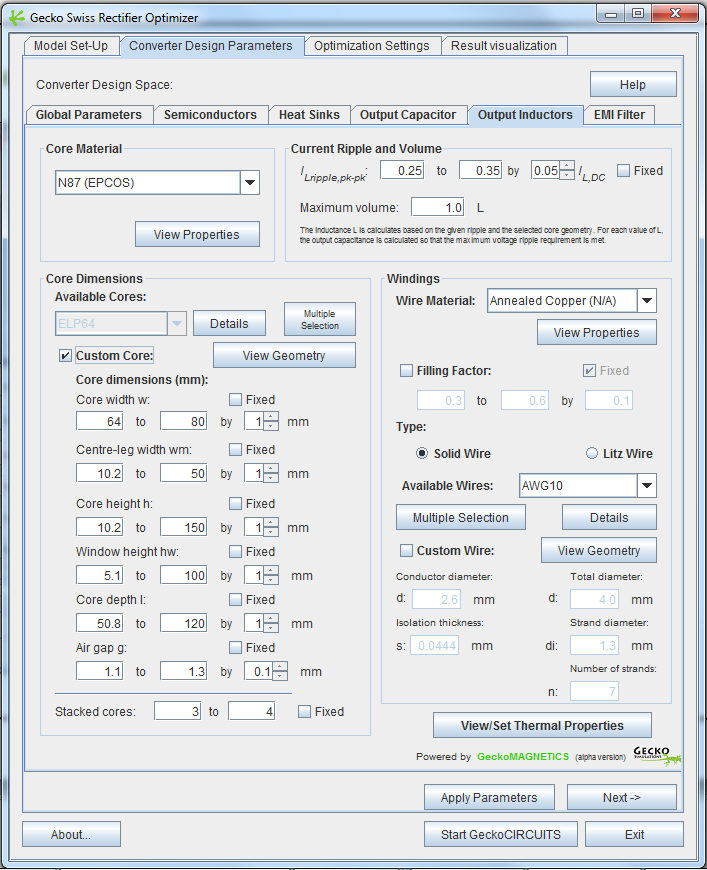 Gecko Swiss Rectifier Optimizer
Model Set-Up Converter Design Parameters Optimization Settings Result visualization
Converter Design Space: Help
Global Parameters Semiconductors Heat Sinks Output Capacitor Output Inductors EMI Filter
Core Material
N87 (EPCOS)
View Properties
Current Ripple and Volume
ILripple,pk-pk: 0.25 to 0.35 by 0.05 IL,DC Fixed
Maximum volume: 1.0 L
The Inductance L is calculates based on the given ripple and the selected core geometry. For each value of L,
the output capacitance is calculated so that the maximum voltage ripple requirement is met.
Core Dimensions
Available Cores:
ELP64 Details Multiple
Selection
Custom Core: View Geometry
Core dimensions (mm):
Core width w: Fixed
64 to 80 by 1 mm
Centre-leg width wm: Fixed
10.2 to 50 by 1 mm
Core height h: Fixed
10.2 to 150 by 1 mm
Window height hw: Fixed
5.1 to 100 by 1 mm
Core depth l: Fixed
50.8 to 120 by 1 mm
Air gap g: Fixed
1.1 to 1.3 by 0.1 mm
Stacked cores: 3 to 4 Fixed
Windings
Wire Material: Annealed Copper (N/A)
View Properties
Filling Factor: Fixed
0.3 to 0.6 by 0.1
Type:
Solid Wire Litz Wire
Available Wires: AWG10
Multiple Selection Details
Custom Wire: View Geometry
Conductor diameter: Total diameter:
d: 2.6 mm d: 4.0 mm
Isolation thickness: Strand diameter:
s: 0.0444 mm di: 1.3 mm
Number of strands:
n: 7
View/Set Thermal Properties
Powered by GeckoMAGNETICS (alpha version) GECKO
SIMULATIONS
Apply Parameters Next ->
About... Start GeckoCIRCUITS Exit